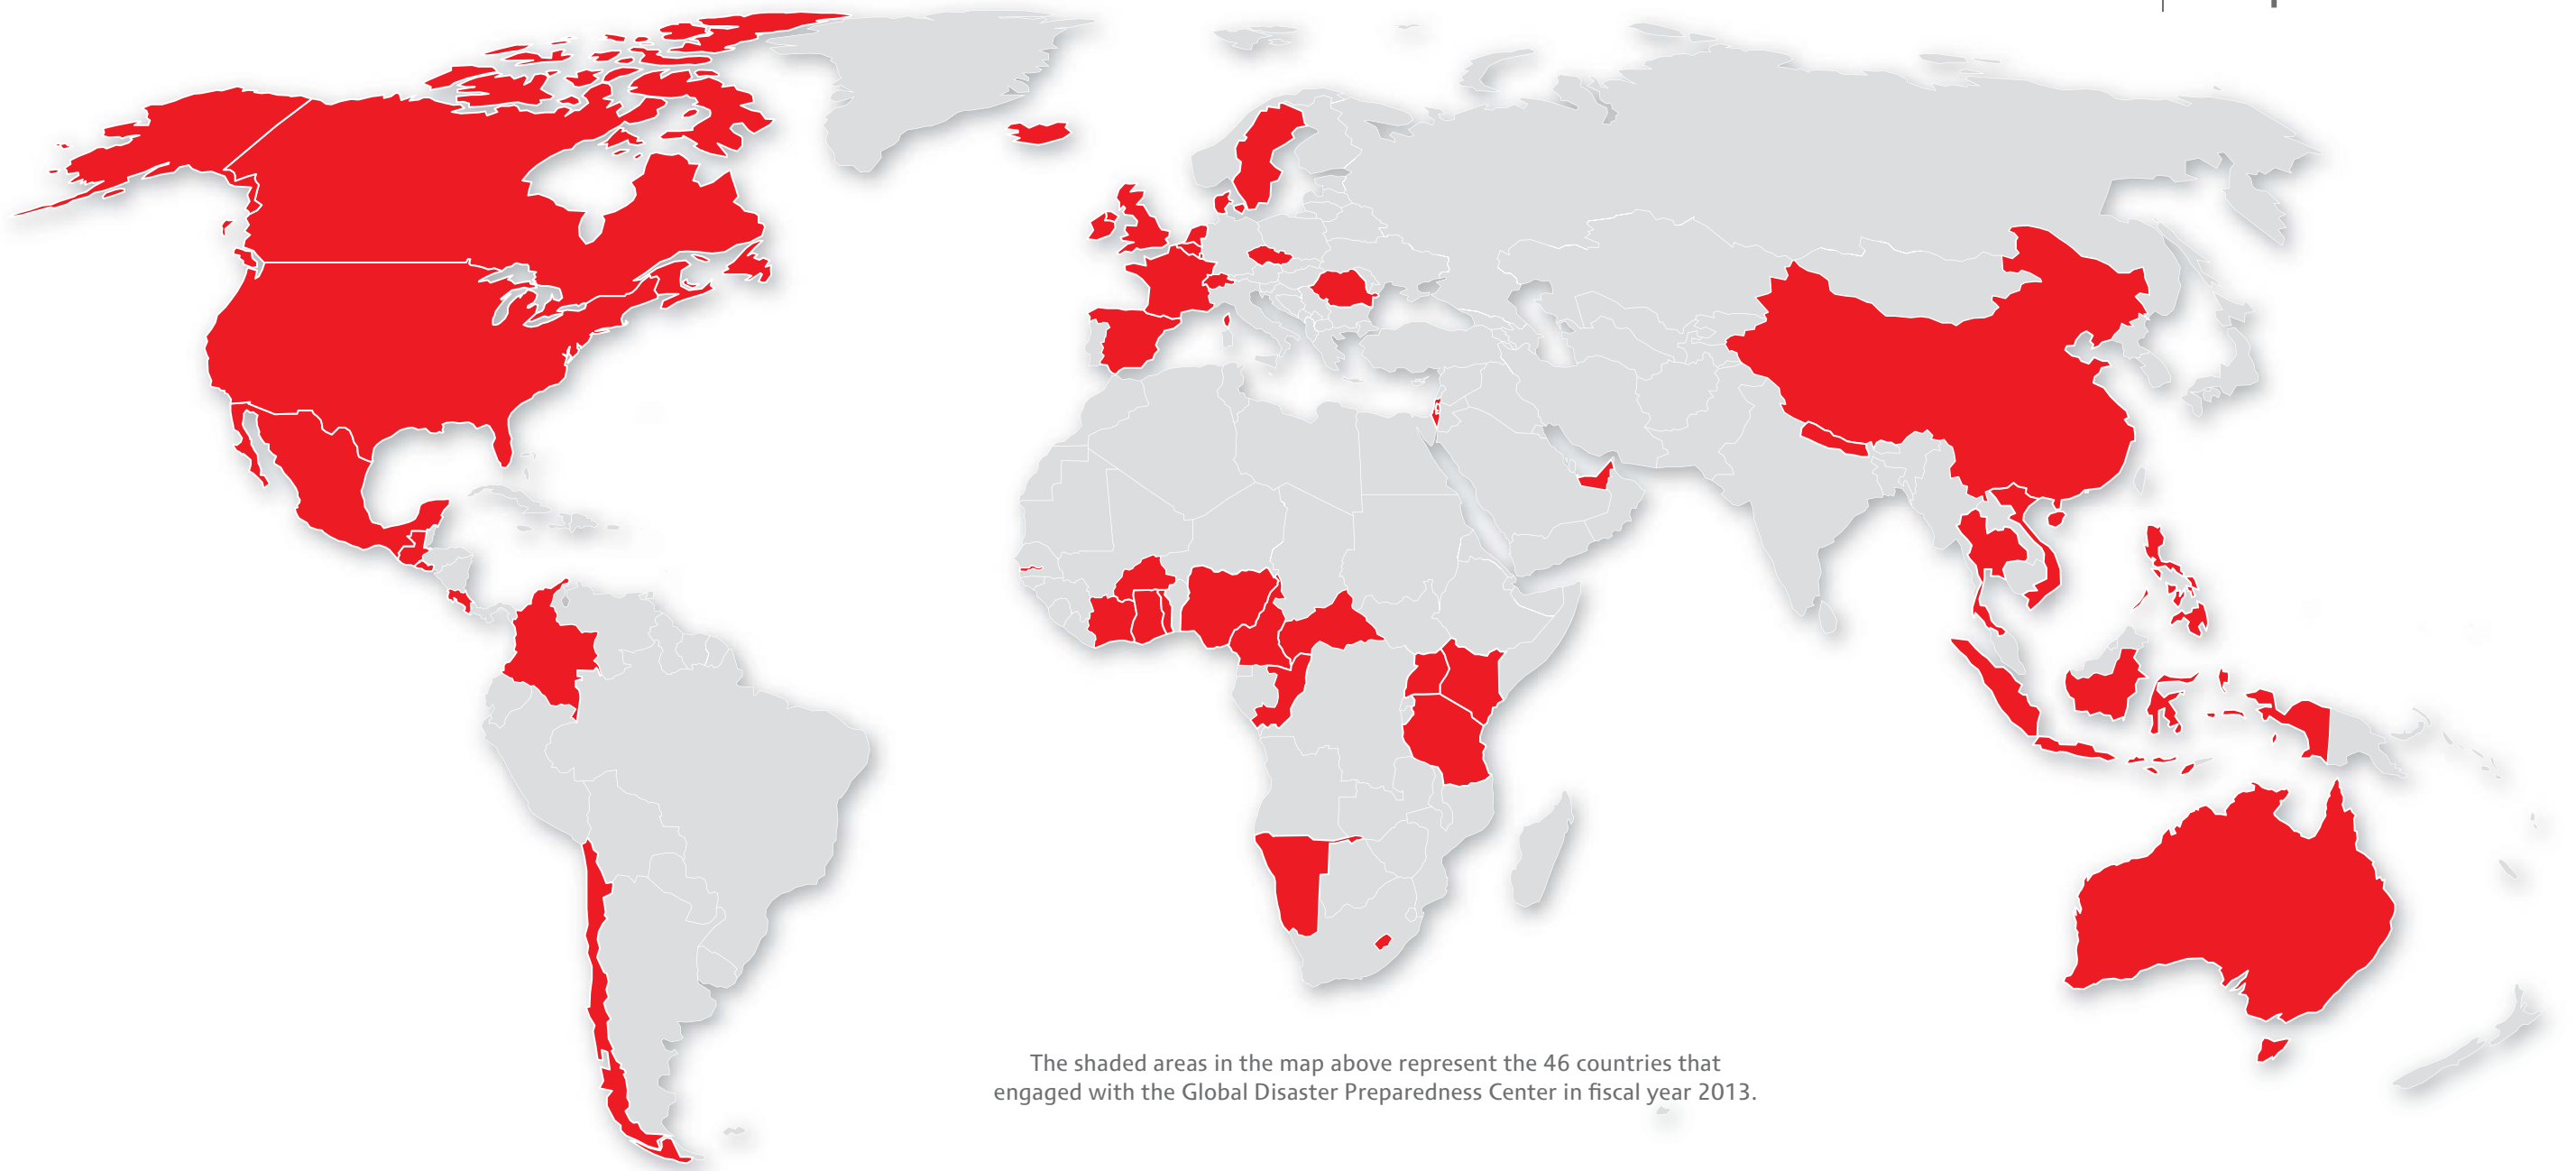 The shaded areas in the map above represent the 46 countries that
engaged with the Global Disaster Preparedness Center in fiscal year 2013.